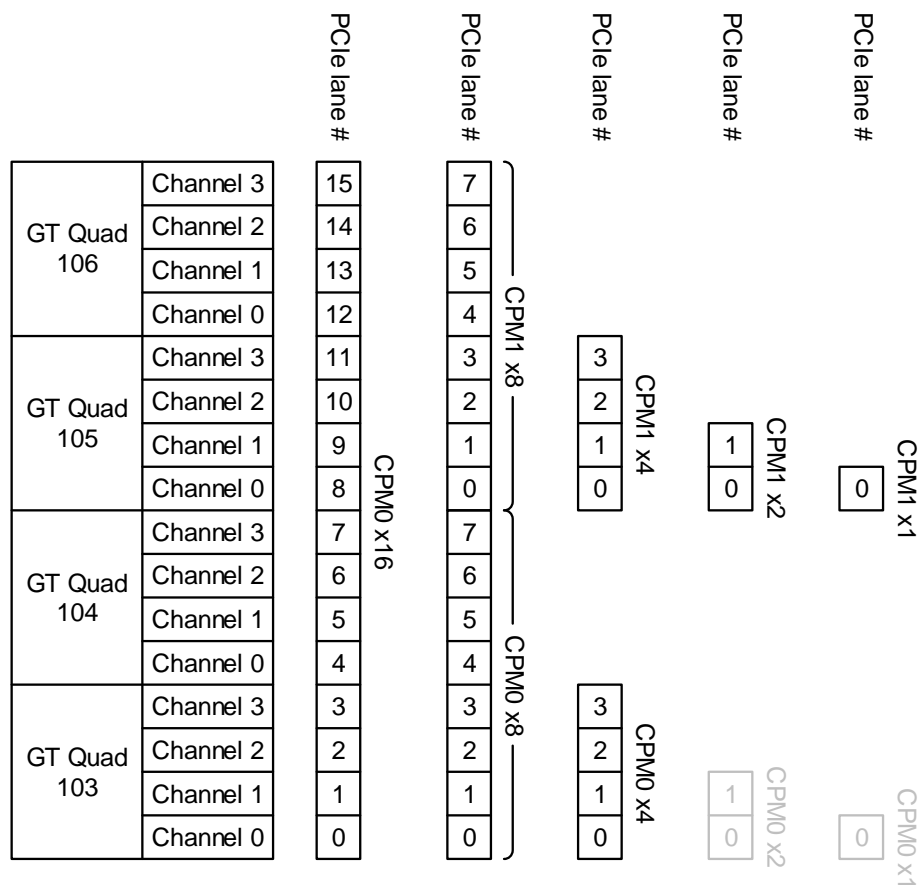 PCIe lane # PCIe lane # PCIe lane # PCIe lane # PCIe lane #
GT Quad 106
Channel 3 15 7
Channel 2 14 6
Channel 1 13 5
Channel 0 12 4
CPM1 x8
GT Quad 105
Channel 3 11 3 3
Channel 2 10 2 2
Channel 1 9 1 1 1
Channel 0 8 0 0 0 0
CPM1 x4
CPM1 x2
CPM1 x1
CPM0 x16
GT Quad 104
Channel 3 7 7
Channel 2 6 6
Channel 1 5 5
Channel 0 4 4
CPM0 x8
GT Quad 103
Channel 3 3 3 3
Channel 2 2 2 2
Channel 1 1 1 1 1
Channel 0 0 0 0 0 0
CPM0 x4
CPM0 x2
CPM0 x1